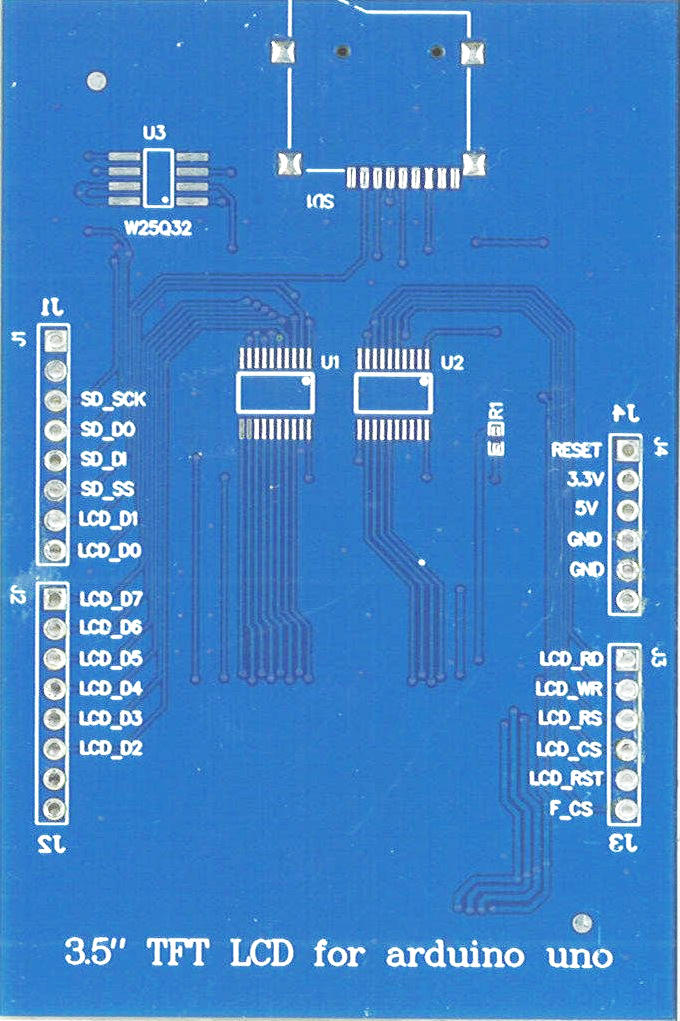 U3
W25Q32
SD1
J1
J1
SD_SCK
SD_DO
SD_DI
SD_SS
LCD_D1
LCD_D0
U1
U2
R1
J4
J4
RESET
3.3V
5V
GND
GND
J2
LCD_D7
LCD_D6
LCD_D5
LCD_D4
LCD_D3
LCD_D2
J2
J3
LCD_RD
LCD_WR
LCD_RS
LCD_CS
LCD_RST
F_CS
J3
3.5" TFT LCD for arduino uno